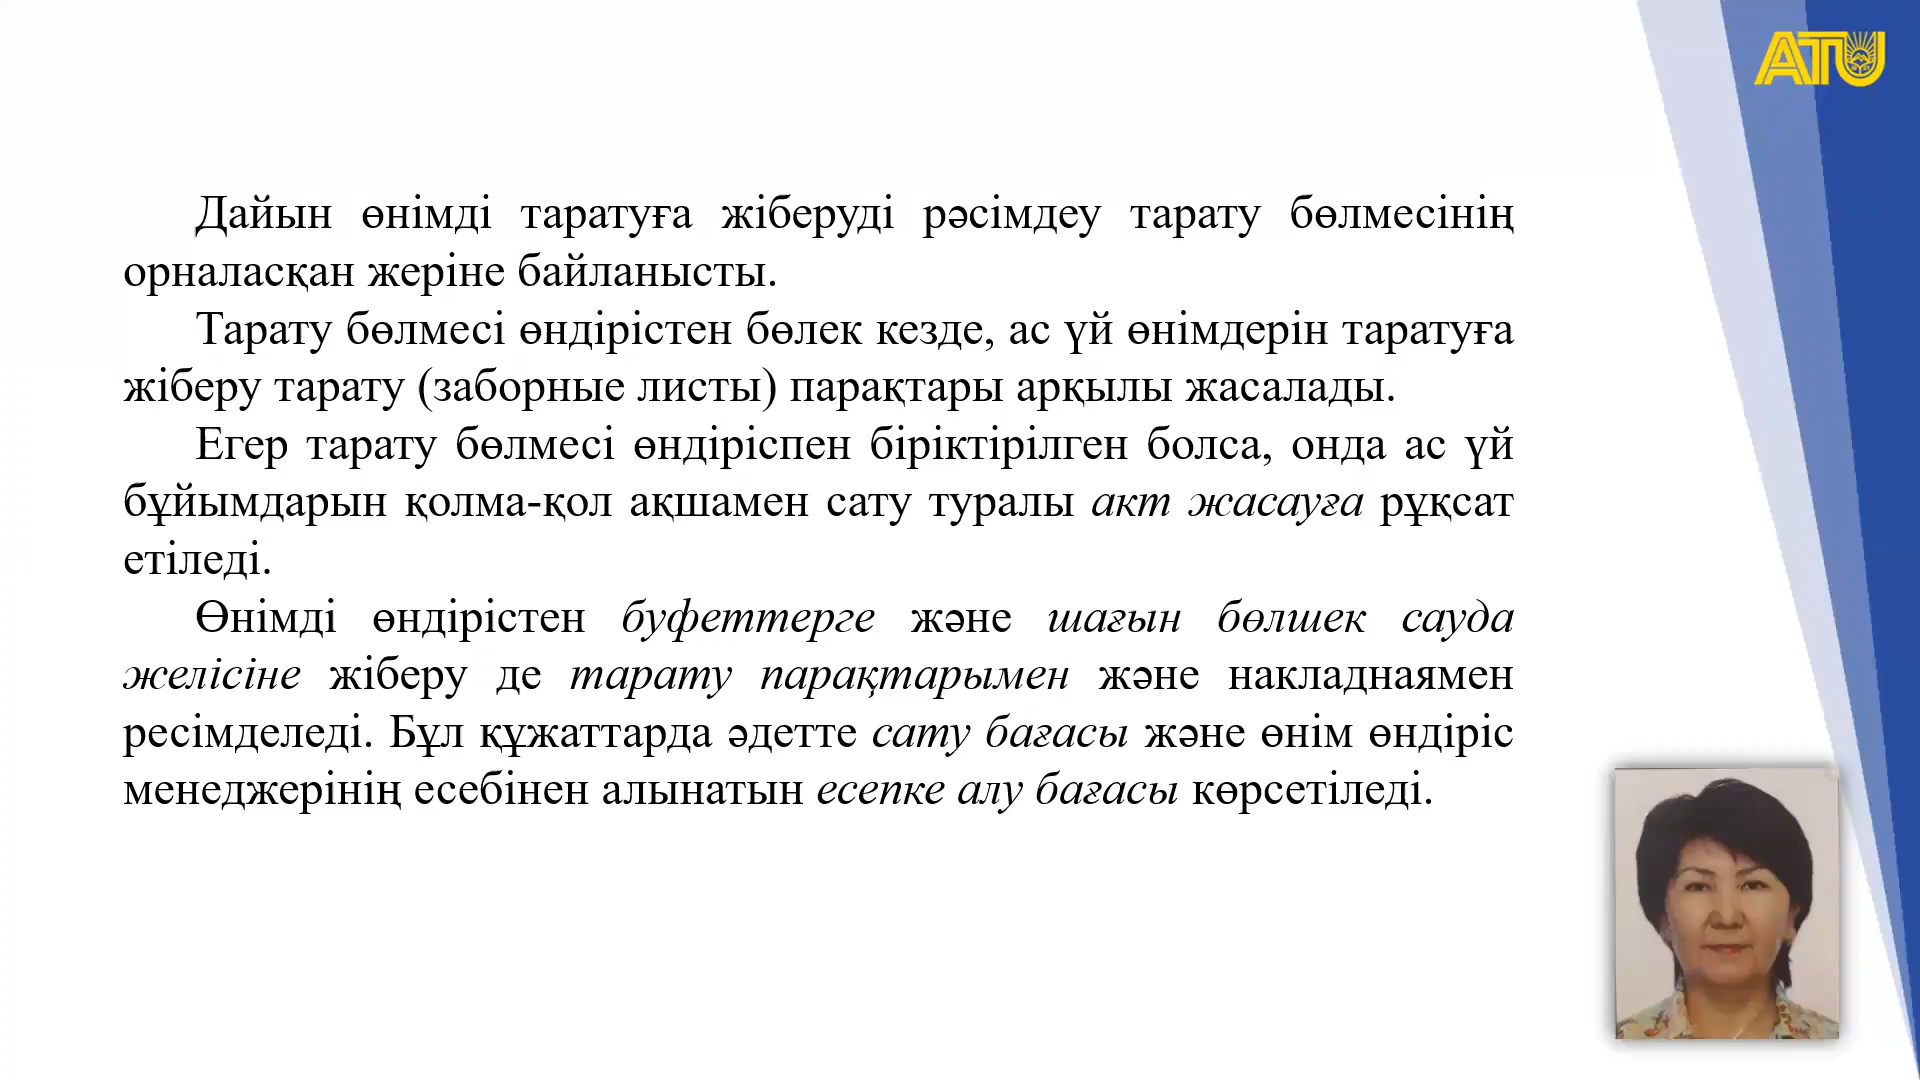 ATU
Дайын өнімді таратуға жіберуді рәсімдеу тарату бөлмесінің
орналасқан жеріне байланысты.
Тарату бөлмесі өндірістен бөлек кезде, ас үй өнімдерін таратуға
жіберу тарату (заборные листы) парақтары арқылы жасалады.
Егер тарату бөлмесі өндіріспен біріктірілген болса, онда ас үй
бұйымдарын қолма-қол ақшамен сату туралы акт жасауға рұқсат
етіледі.
Өнімді өндірістен буфеттерге және шағын бөлшек сауда
желісіне жіберу де тарату парақтарымен және накладнаямен
ресімделеді. Бұл құжаттарда әдетте сату бағасы және өнім өндіріс
менеджерінің есебінен алынатын есепке алу бағасы көрсетіледі.